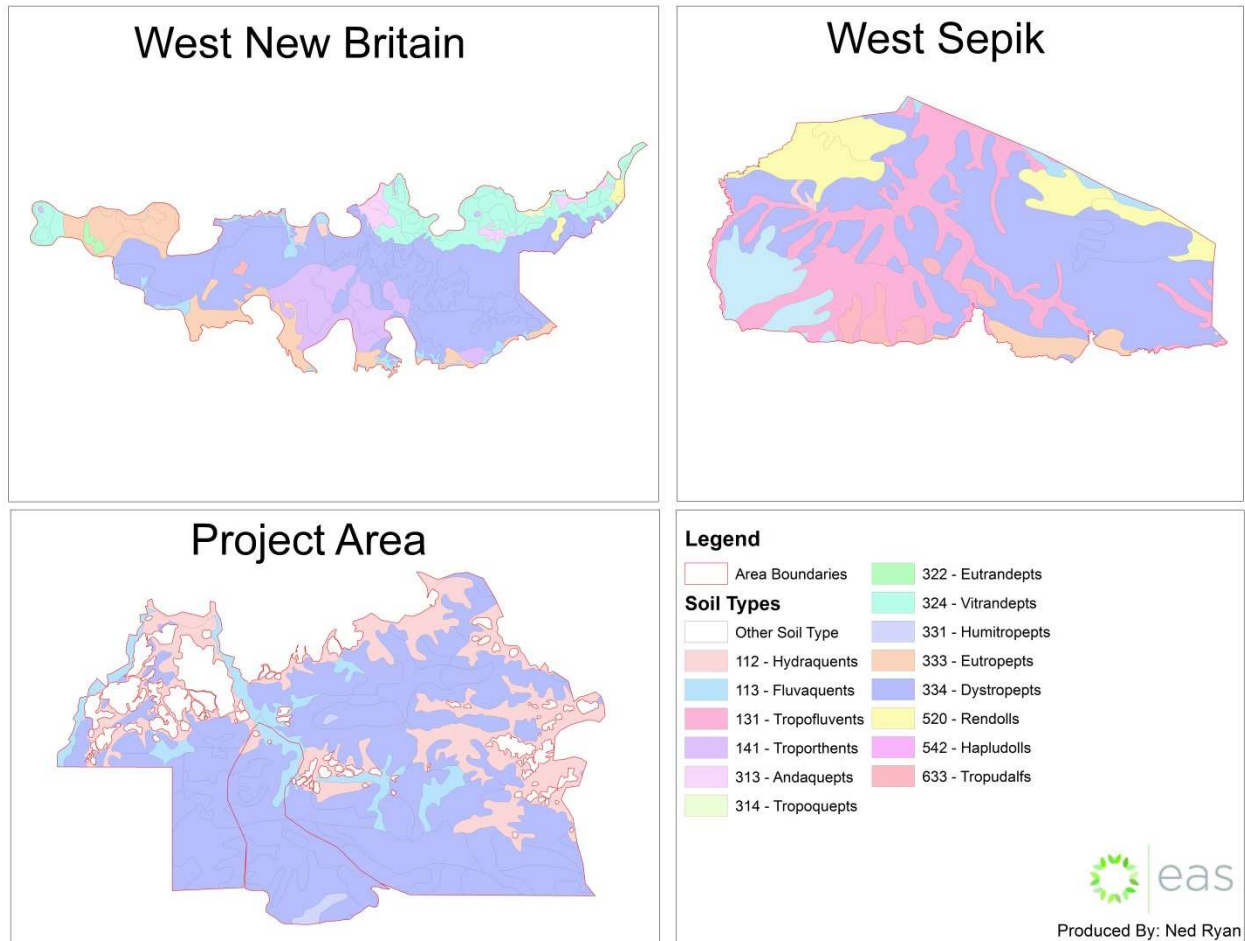 West New Britain
West Sepik
Project Area
Legend
Area Boundaries
Soil Types
Other Soil Type
112 - Hydraquents
113 - Fluvaquents
131 - Tropofluvents
141 - Troporthents
313 - Andaquepts
314 - Tropoquepts
322 - Eutrandepts
324 - Vitrandepts
331 - Humitropepts
333 - Eutropepts
334 - Dystropepts
520 - Rendolls
542 - Hapludolls
633 - Tropudalfs
eas
Produced By: Ned Ryan